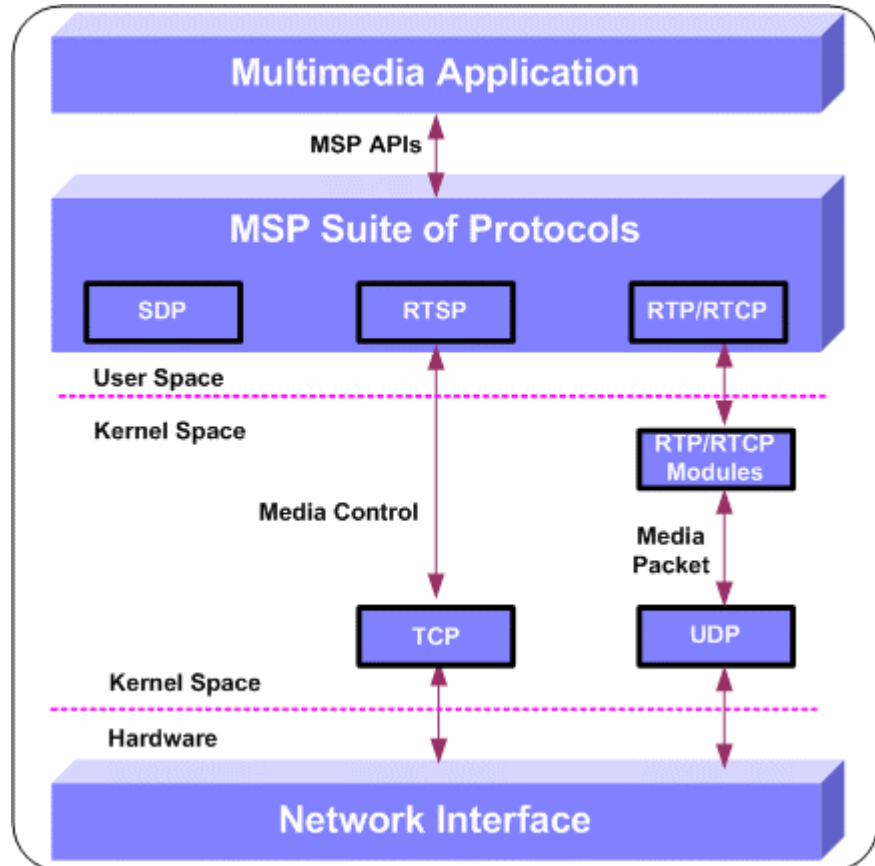 Multimedia Application
MSP APIs
MSP Suite of Protocols
SDP
RTSP
RTP/RTCP
User Space
Kernel Space
RTP/RTCP
Modules
Media Control
Media
Packet
TCP
UDP
Kernel Space
Hardware
Network Interface